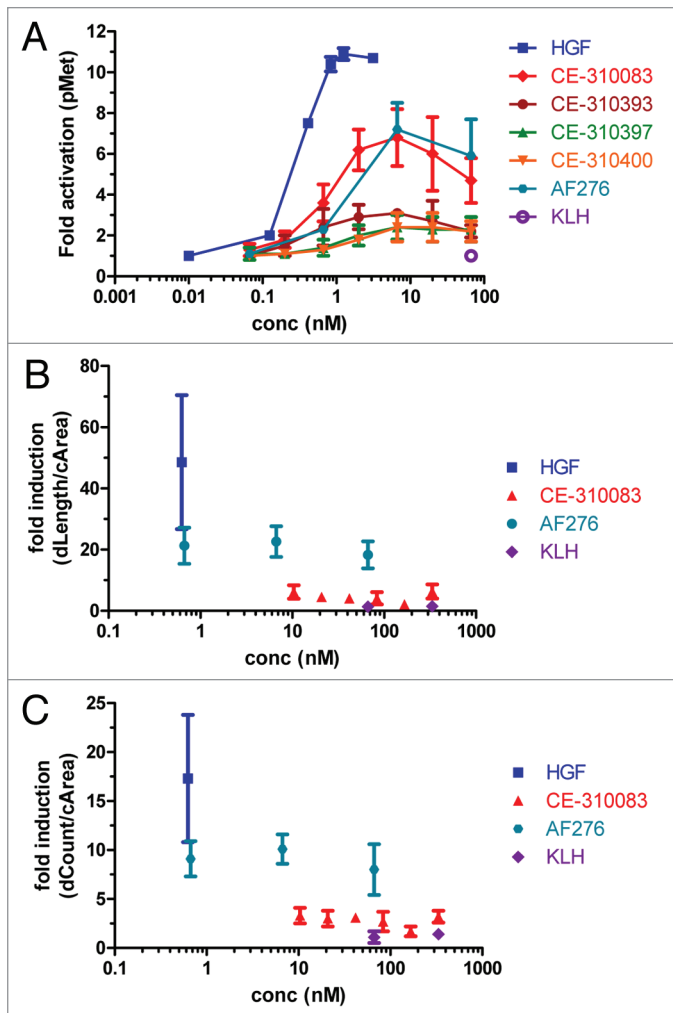 A
12
10
8
6
4
2
0
Fold activation (pMet)
0.001 0.01 0.1 1 10 100
conc (nM)
HGF
CE-310083
CE-310393
CE-310397
CE-310400
AF276
KLH
B
80
60
40
20
0
fold induction
(dLength/cArea)
0.1 1 10 100 1000
conc (nM)
HGF
CE-310083
AF276
KLH
C
25
20
15
10
5
0
fold induction
(dCount/cArea)
0.1 1 10 100 1000
conc (nM)
HGF
CE-310083
AF276
KLH